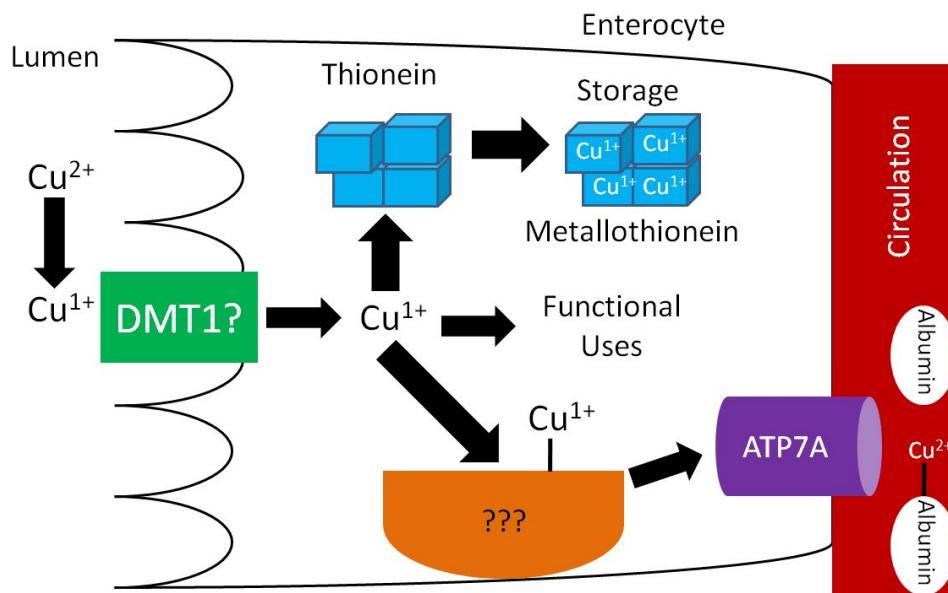 Enterocyte
Lumen
Thionein
Storage
Cu1+
Cu1+
Cu1+ Cu1+
Metallothionein
Circulation
Cu2+
Cu1+
DMT1?
Cu1+
Functional
Uses
Cu1+
???
ATP7A
Albumin
Cu2+
Albumin